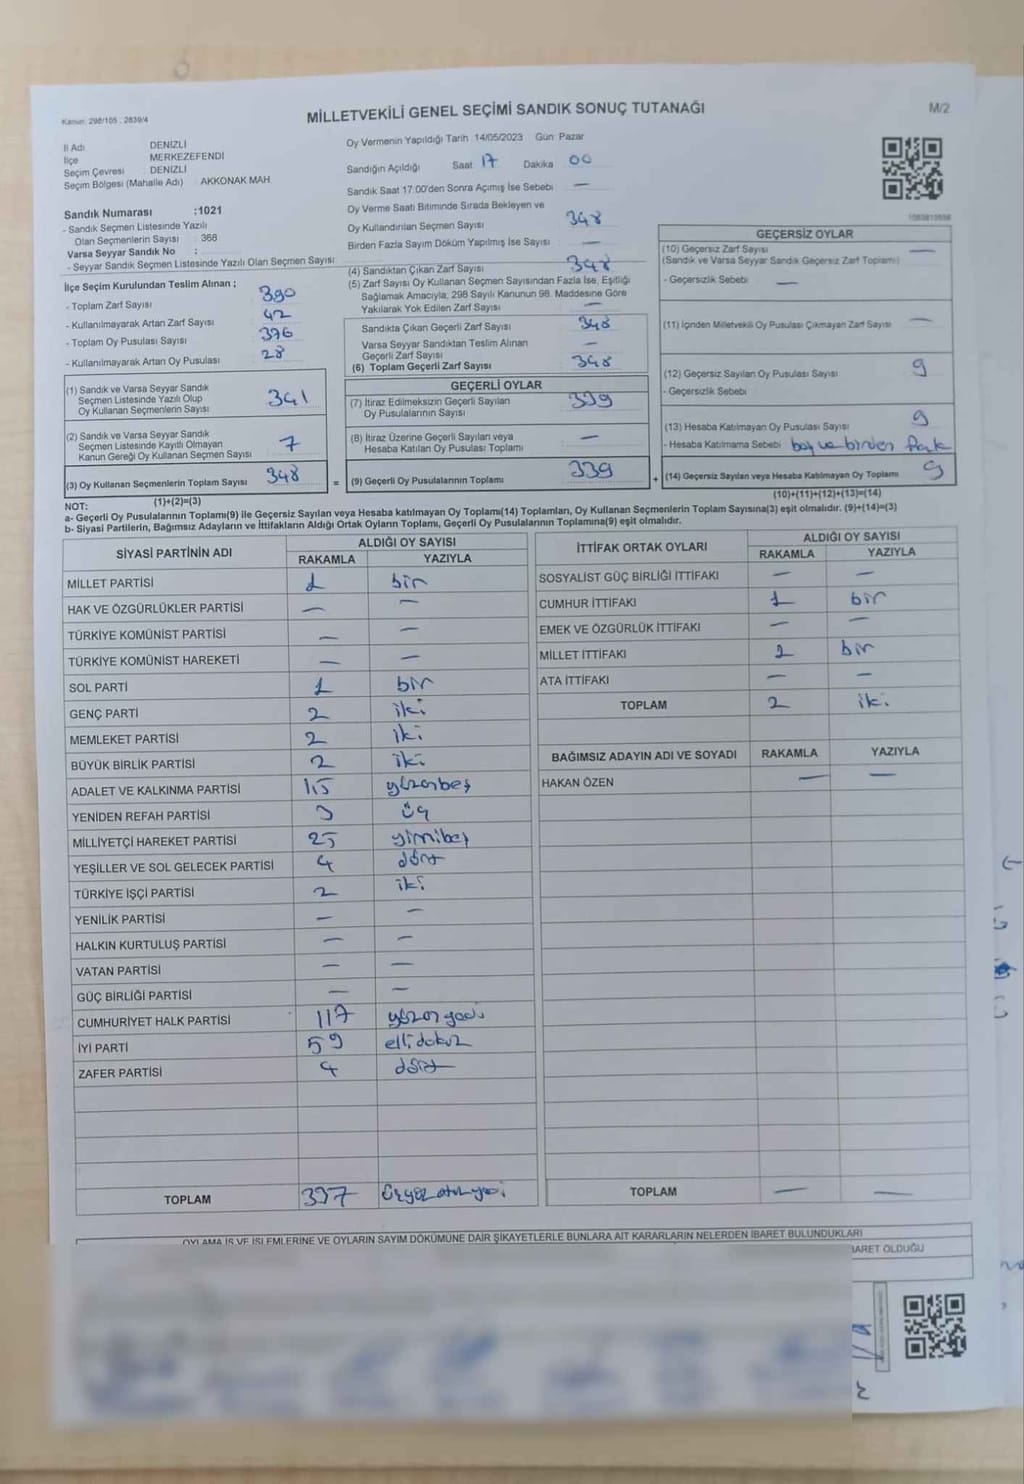 Kanun: 298/105 : 2839/4
MİLLETVEKİLİ GENEL SEÇİMİ SANDIK SONUÇ TUTANAĞI
M/2
İl Adı DENİZLİ
İlçe MERKEZEFENDİ
Seçim Çevresi : DENİZLİ
Seçim Bölgesi (Mahalle Adı) : AKKONAK MAH
Oy Vermenin Yapıldığı Tarih 14/05/2023 Gün Pazar
Sandığın Açıldığı Saat 17 Dakika 00
Sandık Saat 17:00'den Sonra Açımış İse Sebebi —
Sandık Numarası :1021
- Sandık Seçmen Listesinde Yazılı
Olan Seçmenlerin Sayısı : 368
Varsa Seyyar Sandık No :
- Seyyar Sandık Seçmen Listesinde Yazılı Olan Seçmen Sayısı :
Oy Verme Saati Bitiminde Sırada Bekleyen ve
Oy Kullandırılan Seçmen Sayısı 348
Birden Fazla Sayım Döküm Yapılmış İse Sayısı —
İlçe Seçim Kurulundan Teslim Alınan ;
- Toplam Zarf Sayısı 390
- Kullanılmayarak Artan Zarf Sayısı 42
- Toplam Oy Pusulası Sayısı 376
- Kullanılmayarak Artan Oy Pusulası 28
(4) Sandıktan Çıkan Zarf Sayısı 348
(5) Zarf Sayısı Oy Kullanan Seçmen Sayısından Fazla İse, Eşitliği
Sağlamak Amacıyla, 298 Sayılı Kanunun 98. Maddesine Göre
Yakılarak Yok Edilen Zarf Sayısı —
Sandıkta Çıkan Geçerli Zarf Sayısı 348
Varsa Seyyar Sandıktan Teslim Alınan
Geçerli Zarf Sayısı —
(6) Toplam Geçerli Zarf Sayısı 348
GEÇERSİZ OYLAR
(10) Geçersiz Zarf Sayısı —
(Sandık ve Varsa Seyyar Sandık Geçersiz Zarf Toplamı)
- Geçersizlik Sebebi —
(11) İçinden Milletvekili Oy Pusulası Çıkmayan Zarf Sayısı —
(12) Geçersiz Sayılan Oy Pusulası Sayısı 9
- Geçersizlik Sebebi
(13) Hesaba Katılmayan Oy Pusulası Sayısı 9
- Hesaba Katılmama Sebebi boş ve birden
(14) Geçersiz Sayılan veya Hesaba Katılmayan Oy Toplamı 9
(10)+(11)+(12)+(13)=(14)
(1) Sandık ve Varsa Seyyar Sandık
Seçmen Listesinde Yazılı Olup
Oy Kullanan Seçmenlerin Sayısı 341
(2) Sandık ve Varsa Seyyar Sandık
Seçmen Listesinde Kayıtlı Olmayan
Kanun Gereği Oy Kullanan Seçmen Sayısı 7
(3) Oy Kullanan Seçmenlerin Toplam Sayısı 348
(1)+(2)=(3)
GEÇERLİ OYLAR
(7) İtiraz Edilmeksizin Geçerli Sayılan
Oy Pusulalarının Sayısı 339
(8) İtiraz Üzerine Geçerli Sayılan veya
Hesaba Katılan Oy Pusulası Toplamı —
= (9) Geçerli Oy Pusulalarının Toplamı 339 +
NOT:
a- Geçerli Oy Pusulalarının Toplamı(9) ile Geçersiz Sayılan veya Hesaba katılmayan Oy Toplamı(14) Toplamları, Oy Kullanan Seçmenlerin Toplam Sayısına(3) eşit olmalıdır. (9)+(14)=(3)
b- Siyasi Partilerin, Bağımsız Adayların ve İttifakların Aldığı Ortak Oyların Toplamı, Geçerli Oy Pusulalarının Toplamına(9) eşit olmalıdır.
SİYASİ PARTİNİN ADI ALDIĞI OY SAYISI
RAKAMLA YAZIYLA
MİLLET PARTİSİ 1 bir
HAK VE ÖZGÜRLÜKLER PARTİSİ — —
TÜRKİYE KOMÜNİST PARTİSİ — —
TÜRKİYE KOMÜNİST HAREKETİ — —
SOL PARTİ 1 bir
GENÇ PARTİ 2 iki
MEMLEKET PARTİSİ 2 iki
BÜYÜK BİRLİK PARTİSİ 2 iki
ADALET VE KALKINMA PARTİSİ 115 yüzonbeş
YENİDEN REFAH PARTİSİ 3 üç
MİLLİYETÇİ HAREKET PARTİSİ 25 yimibeş
YEŞİLLER VE SOL GELECEK PARTİSİ 4 dört
TÜRKİYE İŞÇİ PARTİSİ 2 iki
YENİLİK PARTİSİ — —
HALKIN KURTULUŞ PARTİSİ — —
VATAN PARTİSİ — —
GÜÇ BİRLİĞİ PARTİSİ — —
CUMHURİYET HALK PARTİSİ 117 yüzonyedi
İYİ PARTİ 59 ellidokuz
ZAFER PARTİSİ 4 dört
TOPLAM 337 üçyüzotuzyedi
İTTİFAK ORTAK OYLARI ALDIĞI OY SAYISI
RAKAMLA YAZIYLA
SOSYALİST GÜÇ BİRLİĞİ İTTİFAKI — —
CUMHUR İTTİFAKI 1 bir
EMEK VE ÖZGÜRLÜK İTTİFAKI — —
MİLLET İTTİFAKI 1 bir
ATA İTTİFAKI — —
TOPLAM 2 iki
BAĞIMSIZ ADAYIN ADI VE SOYADI RAKAMLA YAZIYLA
HAKAN ÖZEN — —
TOPLAM — —
OYLAMA İŞ VE İŞLEMLERİNE VE OYLARIN SAYIM DÖKÜMÜNE DAİR ŞİKAYETLERLE BUNLARA AİT KARARLARIN NELERDEN İBARET BULUNDUKLARI
İBARET OLDUĞU